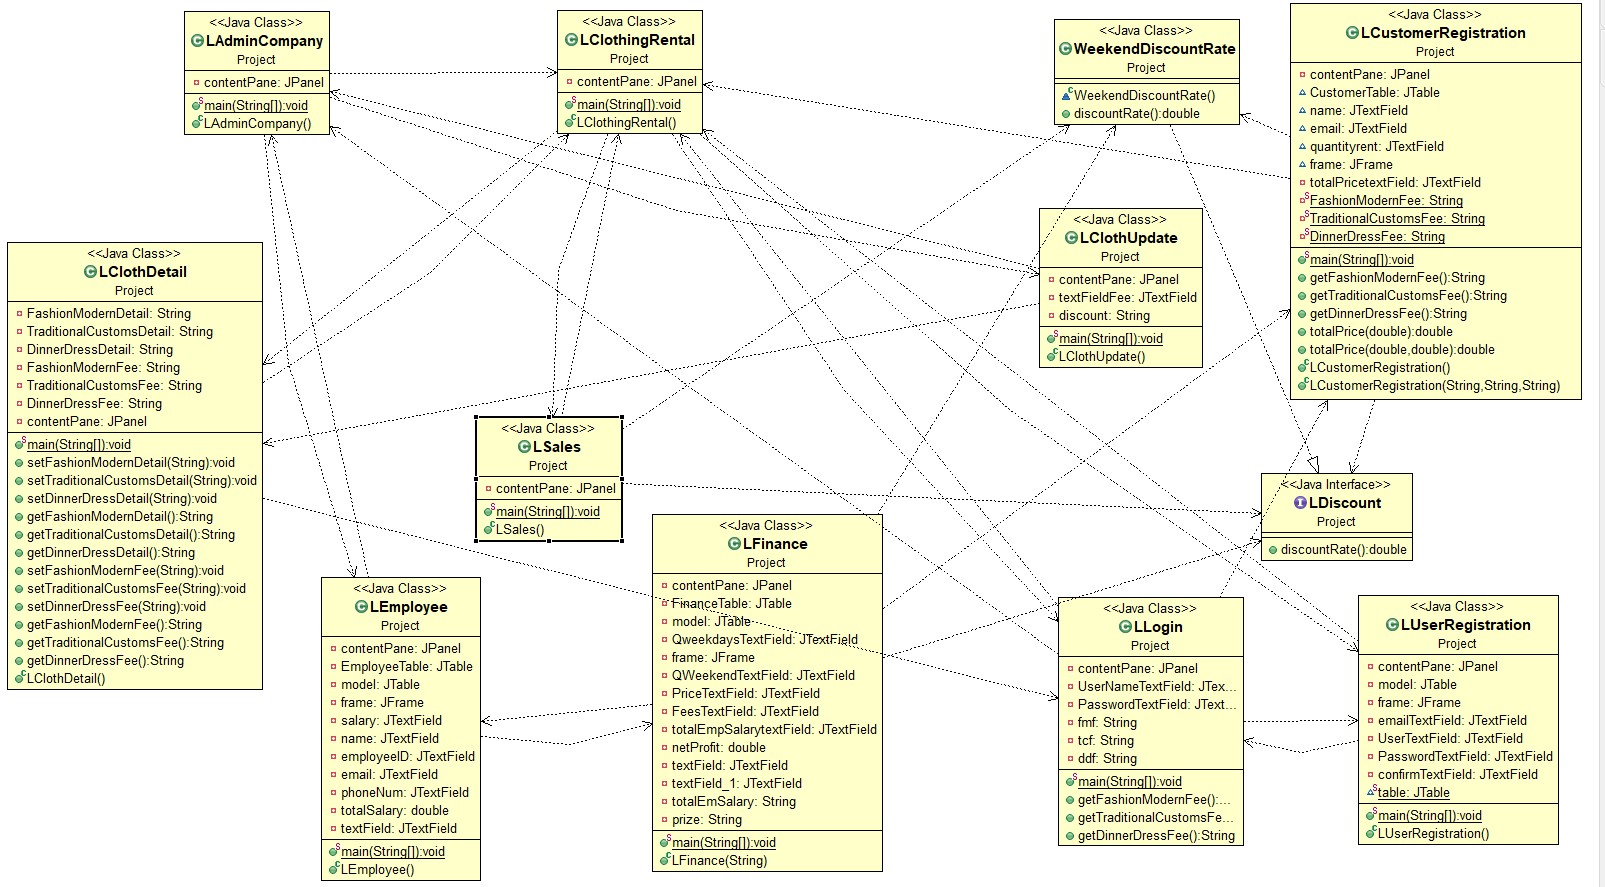 <<Java Class>>
LAdminCompany
Project
contentPane: JPanel
main(String[]):void
LAdminCompany()
<<Java Class>>
LClothingRental
Project
contentPane: JPanel
main(String[]):void
LClothingRental()
<<Java Class>>
WeekendDiscountRate
Project
WeekendDiscountRate()
discountRate():double
<<Java Class>>
LCustomerRegistration
Project
contentPane: JPanel
CustomerTable: JTable
name: JTextField
email: JTextField
quantityrent: JTextField
frame: JFrame
totalPricetextField: JTextField
FashionModernFee: String
TraditionalCustomsFee: String
DinnerDressFee: String
main(String[]):void
getFashionModernFee():String
getTraditionalCustomsFee():String
getDinnerDressFee():String
totalPrice(double):double
totalPrice(double,double):double
LCustomerRegistration()
LCustomerRegistration(String,String,String)
<<Java Class>>
LClothUpdate
Project
contentPane: JPanel
textFieldFee: JTextField
discount: String
main(String[]):void
LClothUpdate()
<<Java Class>>
LClothDetail
Project
FashionModernDetail: String
TraditionalCustomsDetail: String
DinnerDressDetail: String
FashionModernFee: String
TraditionalCustomsFee: String
DinnerDressFee: String
contentPane: JPanel
main(String[]):void
setFashionModernDetail(String):void
setTraditionalCustomsDetail(String):void
setDinnerDressDetail(String):void
getFashionModernDetail():String
getTraditionalCustomsDetail():String
getDinnerDressDetail():String
setFashionModernFee(String):void
setTraditionalCustomsFee(String):void
setDinnerDressFee(String):void
getFashionModernFee():String
getTraditionalCustomsFee():String
getDinnerDressFee():String
LClothDetail()
<<Java Class>>
LSales
Project
contentPane: JPanel
main(String[]):void
LSales()
<<Java Interface>>
LDiscount
Project
discountRate():double
<<Java Class>>
LFinance
Project
contentPane: JPanel
FinanceTable: JTable
model: JTable
QweekdaysTextField: JTextField
frame: JFrame
QWeekendTextField: JTextField
PriceTextField: JTextField
FeesTextField: JTextField
totalEmpSalarytextField: JTextField
netProfit: double
textField: JTextField
textField_1: JTextField
totalEmSalary: String
prize: String
main(String[]):void
LFinance(String)
<<Java Class>>
LEmployee
Project
contentPane: JPanel
EmployeeTable: JTable
model: JTable
frame: JFrame
salary: JTextField
name: JTextField
employeeID: JTextField
email: JTextField
phoneNum: JTextField
totalSalary: double
textField: JTextField
main(String[]):void
LEmployee()
<<Java Class>>
LLogin
Project
contentPane: JPanel
UserNameTextField: JTex...
PasswordTextField: JText...
fmf: String
tcf: String
ddf: String
main(String[]):void
getFashionModernFee():...
getTraditionalCustomsFe...
getDinnerDressFee():String
<<Java Class>>
LUserRegistration
Project
contentPane: JPanel
model: JTable
frame: JFrame
emailTextField: JTextField
UserTextField: JTextField
PasswordTextField: JTextField
confirmTextField: JTextField
table: JTable
main(String[]):void
LUserRegistration()